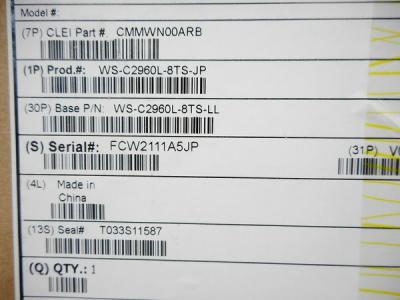 Model #:
(7P) CLEI Part #. CMMWN00ARB
(1P) Prod.#: WS-C2960L-8TS-JP
(30P) Base P/N: WS-C2960L-8TS-LL
(S) Serial#: FCW2111A5JP
(31P)
(4L) Made in
China
(13S) Seal# T033S11587
(Q) QTY.: 1